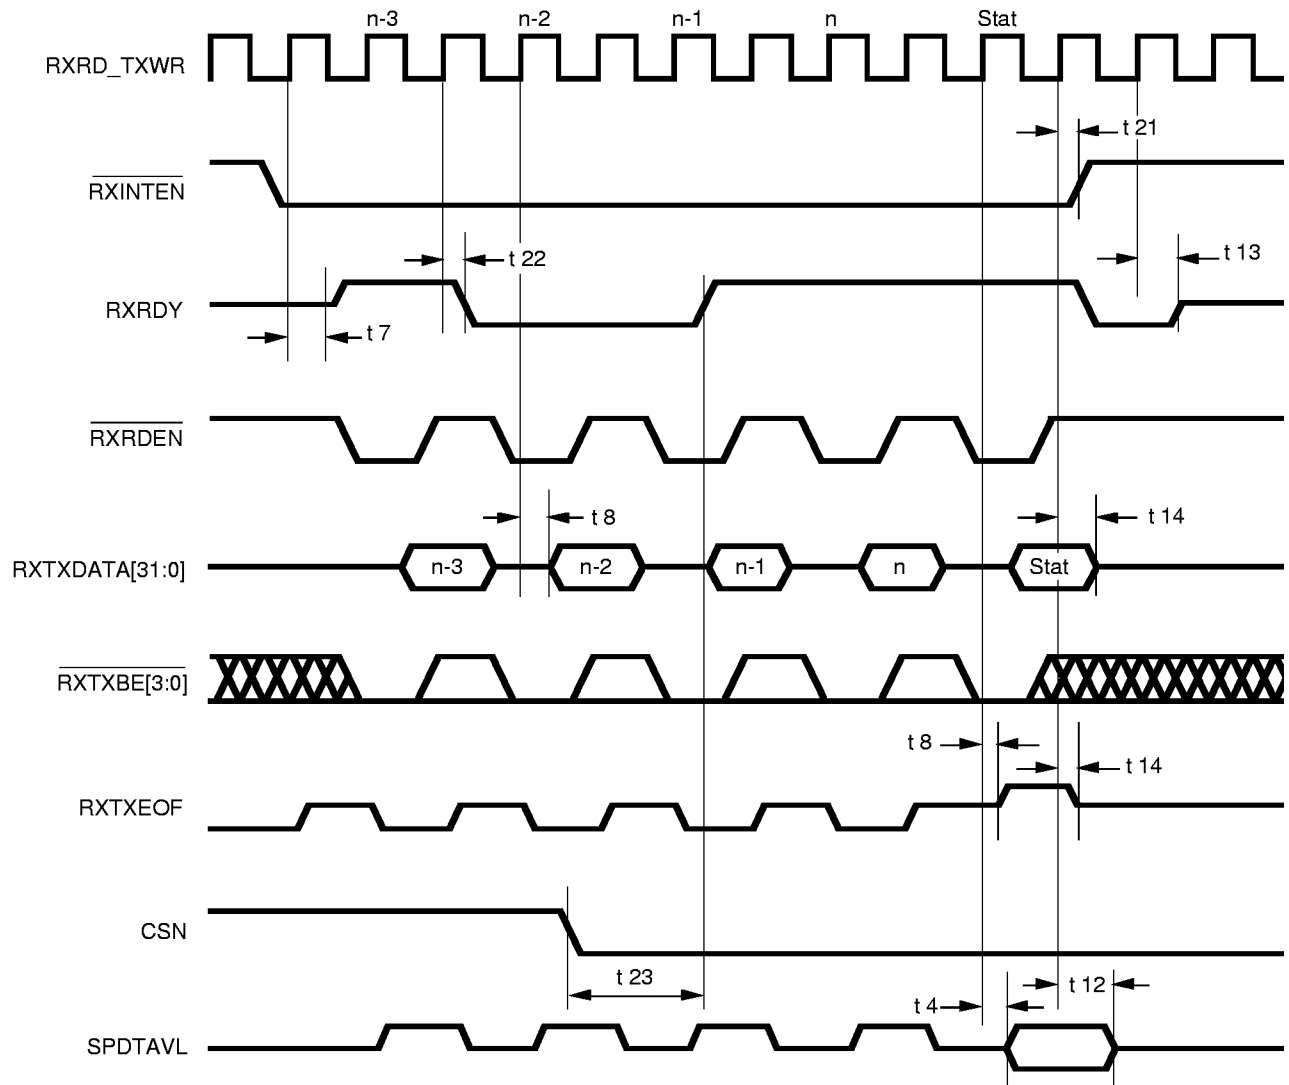 n-3 n-2 n-1 n Stat
RXRD_TXWR
t 21
RXINTEN
t 22
t 13
RXRDY
t 7
RXRDEN
t 8
t 14
RXTXDATA[31:0]
n-3 n-2 n-1 n Stat
RXTXBE[3:0]
t 8
t 14
RXTXEOF
CSN
t 23
t 12
t 4
SPDTAVL